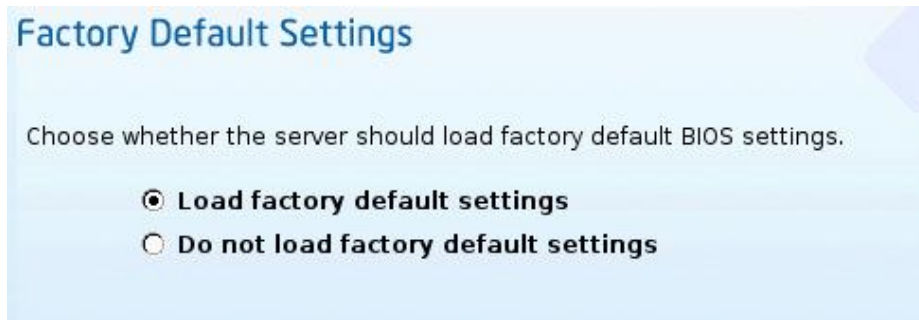 Factory Default Settings
Choose whether the server should load factory default BIOS settings.
Load factory default settings
Do not load factory default settings